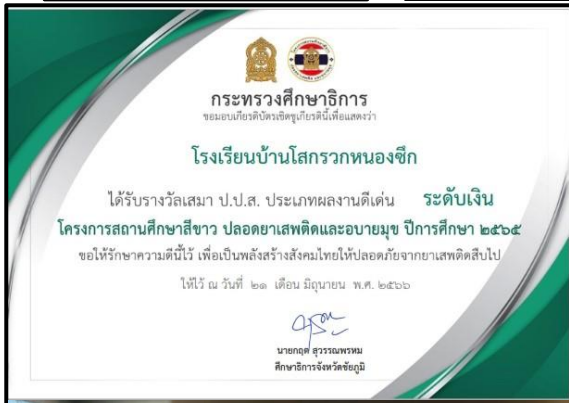 กระทรวงศึกษาธิการ
ขอมอบเกียรติบัตรเชิดชูเกียรตินี้เพื่อแสดงว่า
โรงเรียนบ้านโสกรวกหนองซึก
ได้รับรางวัลเสมา ป.ป.ส. ประเภทผลงานดีเด่น ระดับเงิน
โครงการสถานศึกษาสีขาว ปลอดยาเสพติดและอบายมุข ปีการศึกษา ๒๕๖๕
ขอให้รักษาความดีนี้ไว้ เพื่อเป็นพลังสร้างสังคมไทยให้ปลอดภัยจากยาเสพติดสืบไป
ให้ไว้ ณ วันที่ ๒๑ เดือน มิถุนายน พ.ศ. ๒๕๖๖
นายกฤต สุวรรณพรหม
ศึกษาธิการจังหวัดชัยภูมิ